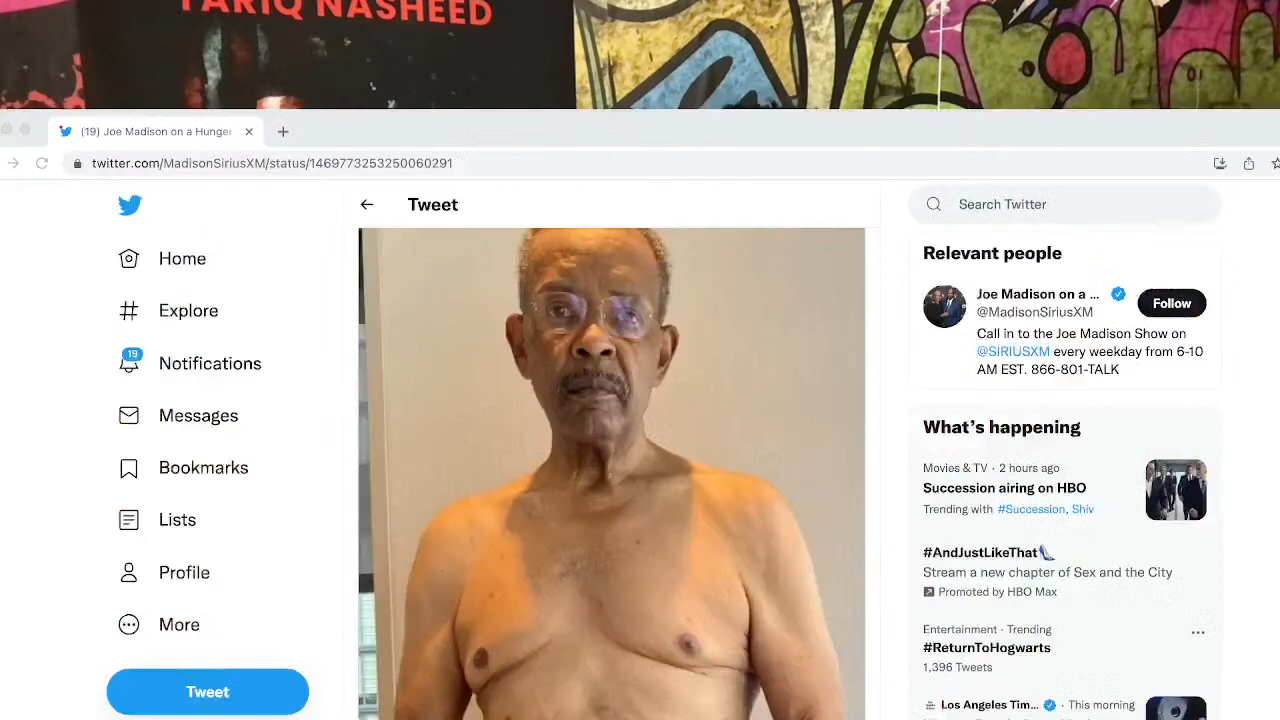 TARIQ NASHEED
(19) Joe Madison on a Hunger
twitter.com/MadisonSiriusXM/status/1469773253250060291
Tweet
Search Twitter
Home
Explore
19
Notifications
Messages
Bookmarks
Lists
Profile
More
Tweet
Relevant people
Joe Madison on a ...
Follow
@MadisonSiriusXM
Call in to the Joe Madison Show on
@SIRIUSXM every weekday from 6-10
AM EST. 866-801-TALK
What's happening
Movies & TV · 2 hours ago
Succession airing on HBO
Trending with #Succession, Shiv
#AndJustLikeThat
Stream a new chapter of Sex and the City
Promoted by HBO Max
Entertainment · Trending
#ReturnToHogwarts
1,396 Tweets
Los Angeles Tim... · This morning